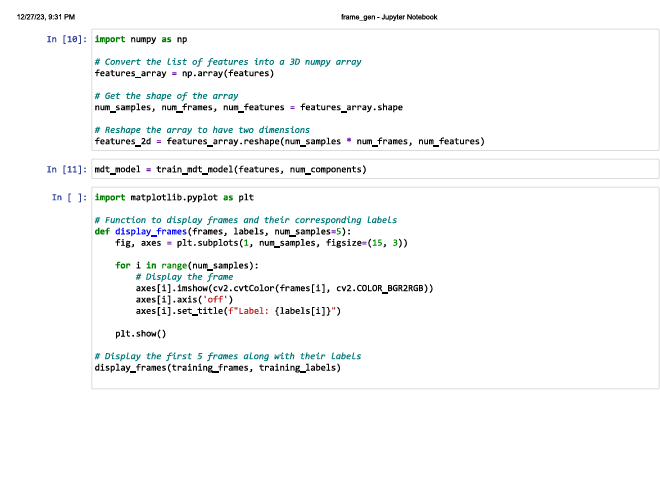 12/27/23, 9:31 PM
frame_gen - Jupyter Notebook
In [10]: import numpy as np
# Convert the list of features into a 3D numpy array
features_array = np.array(features)
# Get the shape of the array
num_samples, num_frames, num_features = features_array.shape
# Reshape the array to have two dimensions
features_2d = features_array.reshape(num_samples * num_frames, num_features)
In [11]: mdt_model = train_mdt_model(features, num_components)
In [ ]: import matplotlib.pyplot as plt
# Function to display frames and their corresponding labels
def display_frames(frames, labels, num_samples=5):
    fig, axes = plt.subplots(1, num_samples, figsize=(15, 3))
    for i in range(num_samples):
        # Display the frame
        axes[i].imshow(cv2.cvtColor(frames[i], cv2.COLOR_BGR2RGB))
        axes[i].axis('off')
        axes[i].set_title(f"Label: {labels[i]}")
    plt.show()
# Display the first 5 frames along with their labels
display_frames(training_frames, training_labels)